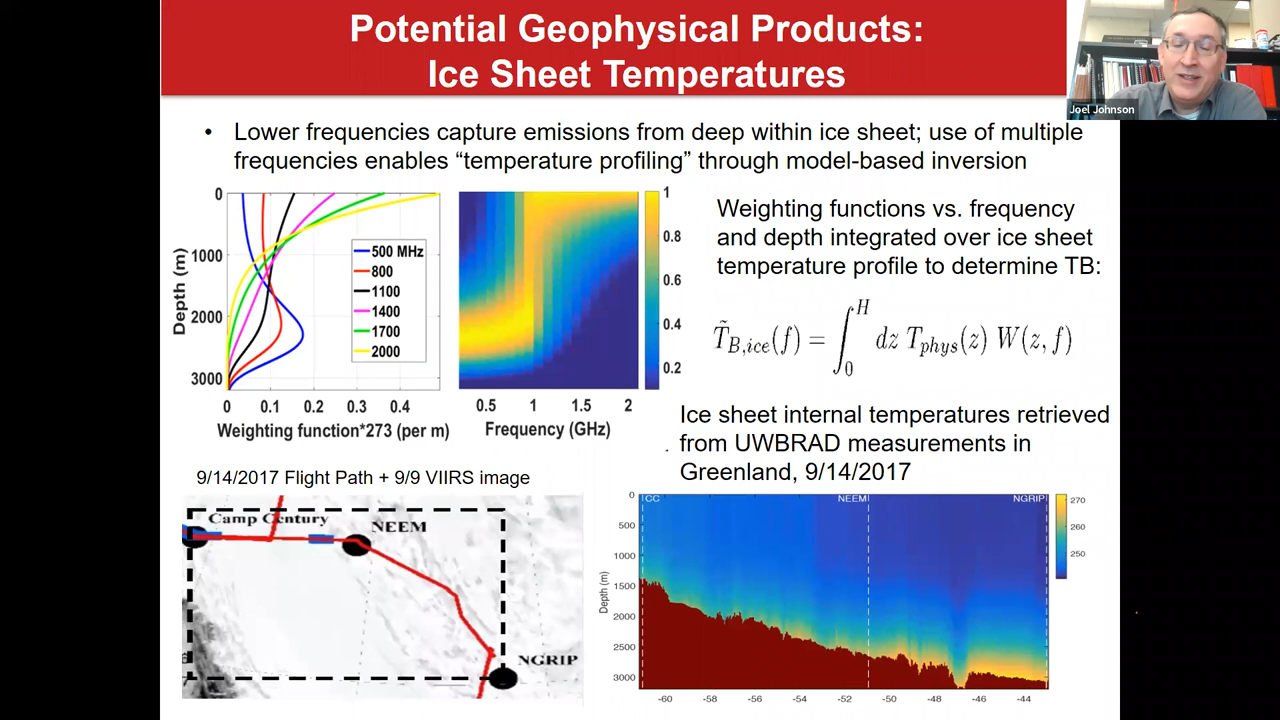 Potential Geophysical Products:
Ice Sheet Temperatures
Joel Johnson
• Lower frequencies capture emissions from deep within ice sheet; use of multiple
frequencies enables “temperature profiling” through model-based inversion
0
1000
2000
3000
Depth (m)
500 MHz
800
1100
1400
1700
2000
0 0.1 0.2 0.3 0.4
Weighting function*273 (per m)
1
0.8
0.6
0.4
0.2
0.5 1 1.5 2
Frequency (GHz)
Weighting functions vs. frequency
and depth integrated over ice sheet
temperature profile to determine TB:
T̃_{B,ice}(f) = ∫_0^H dz T_{phys}(z) W(z, f)
Ice sheet internal temperatures retrieved
from UWBRAD measurements in
Greenland, 9/14/2017
9/14/2017 Flight Path + 9/9 VIIRS image
Camp Century
NEEM
NGRIP
CC NEEM NGRIP
0
500
1000
1500
2000
2500
3000
Depth (m)
-60 -58 -56 -54 -52 -50 -48 -46 -44
270
260
250